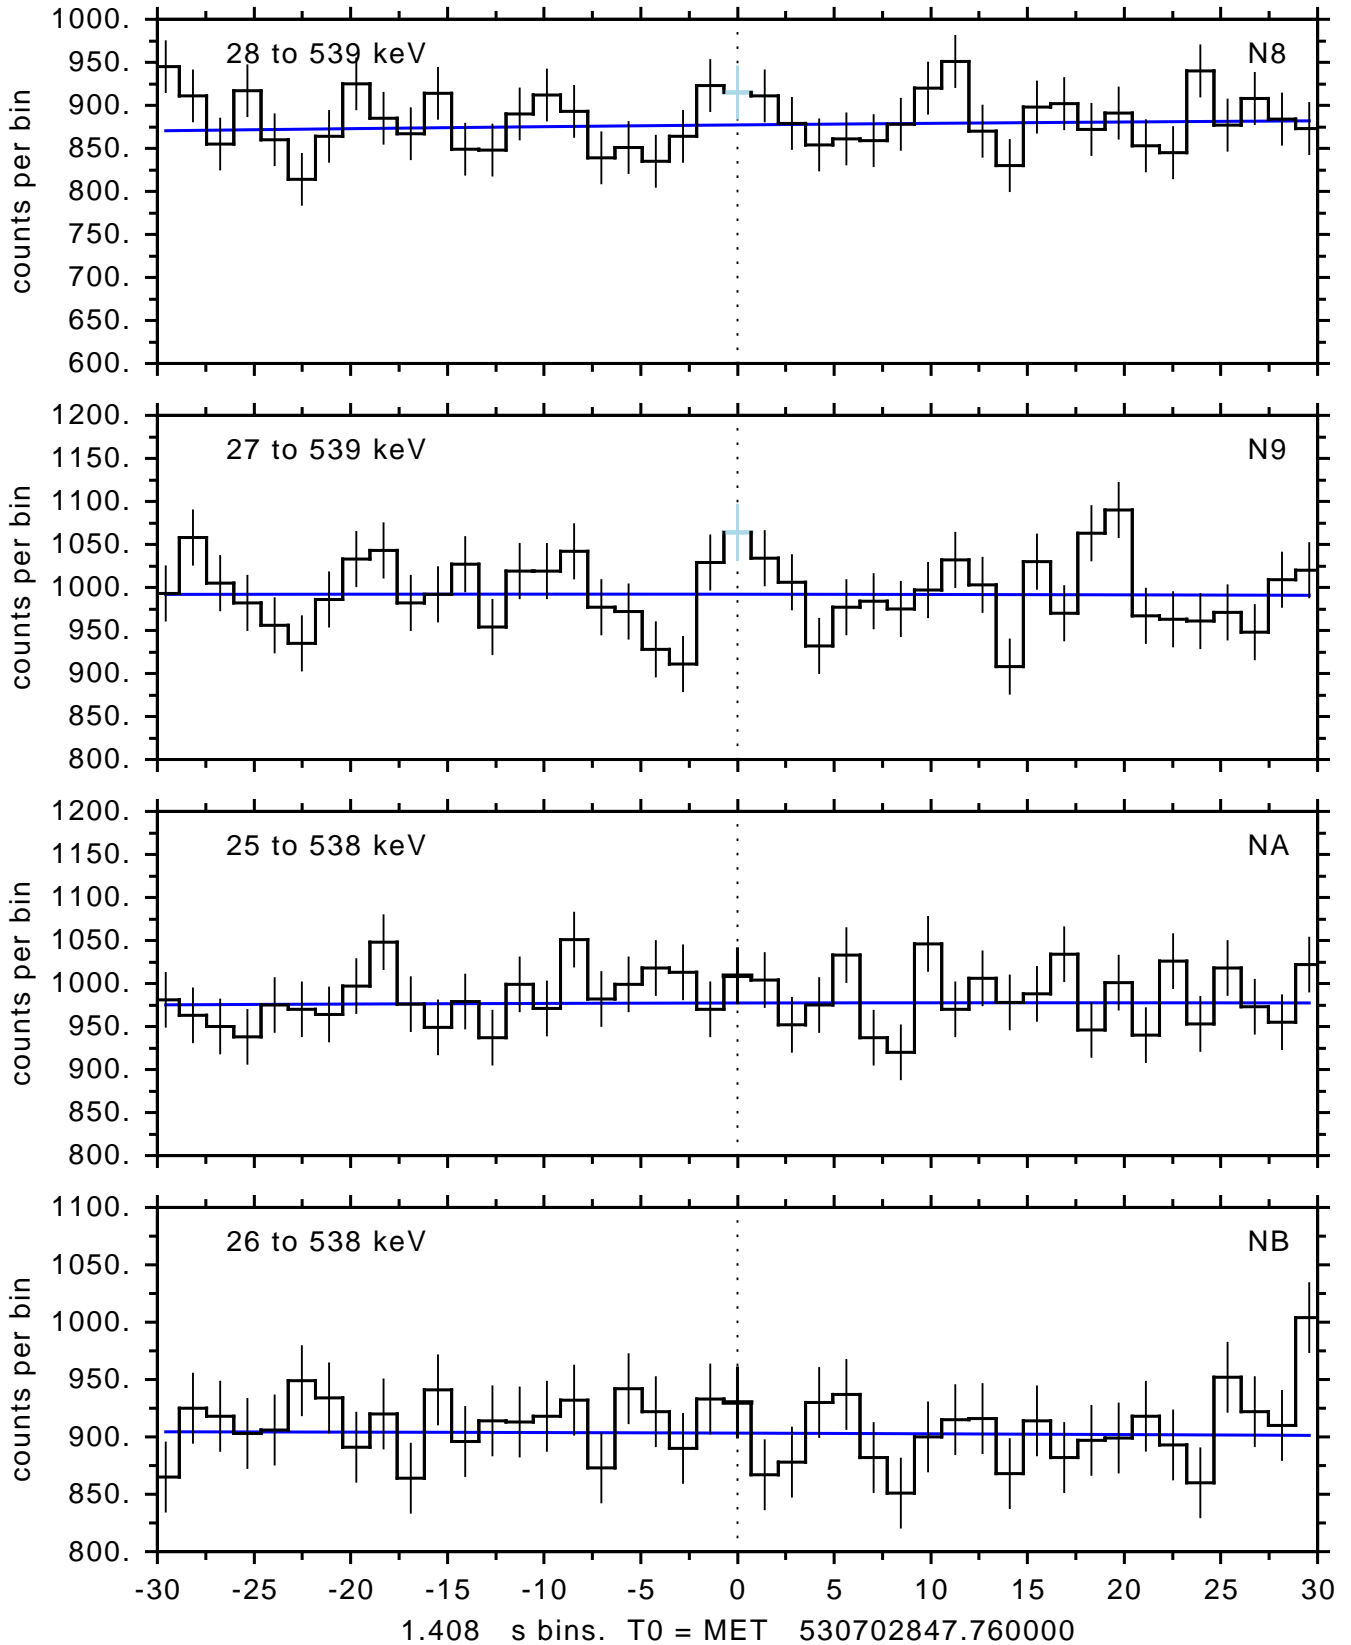 1000.
950.
900.
850.
800.
750.
700.
650.
600.
counts per bin
28 to 539 keV
N8
1200.
1150.
1100.
1050.
1000.
950.
900.
850.
800.
counts per bin
27 to 539 keV
N9
1200.
1150.
1100.
1050.
1000.
950.
900.
850.
800.
counts per bin
25 to 538 keV
NA
1100.
1050.
1000.
950.
900.
850.
800.
counts per bin
26 to 538 keV
NB
-30 -25 -20 -15 -10 -5 0 5 10 15 20 25 30
1.408 s bins. T0 = MET 530702847.760000